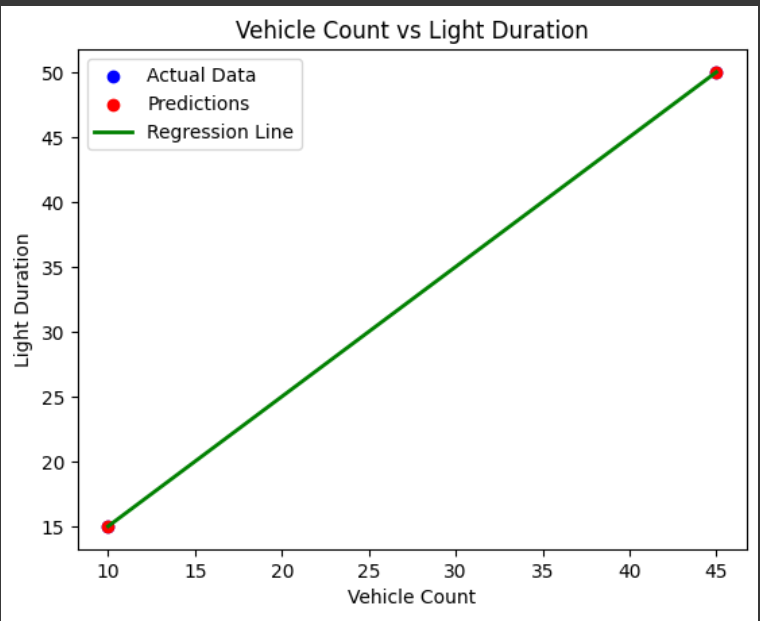 Vehicle Count vs Light Duration
Actual Data
Predictions
Regression Line
50
45
40
35
30
25
20
15
Light Duration
10 15 20 25 30 35 40 45
Vehicle Count